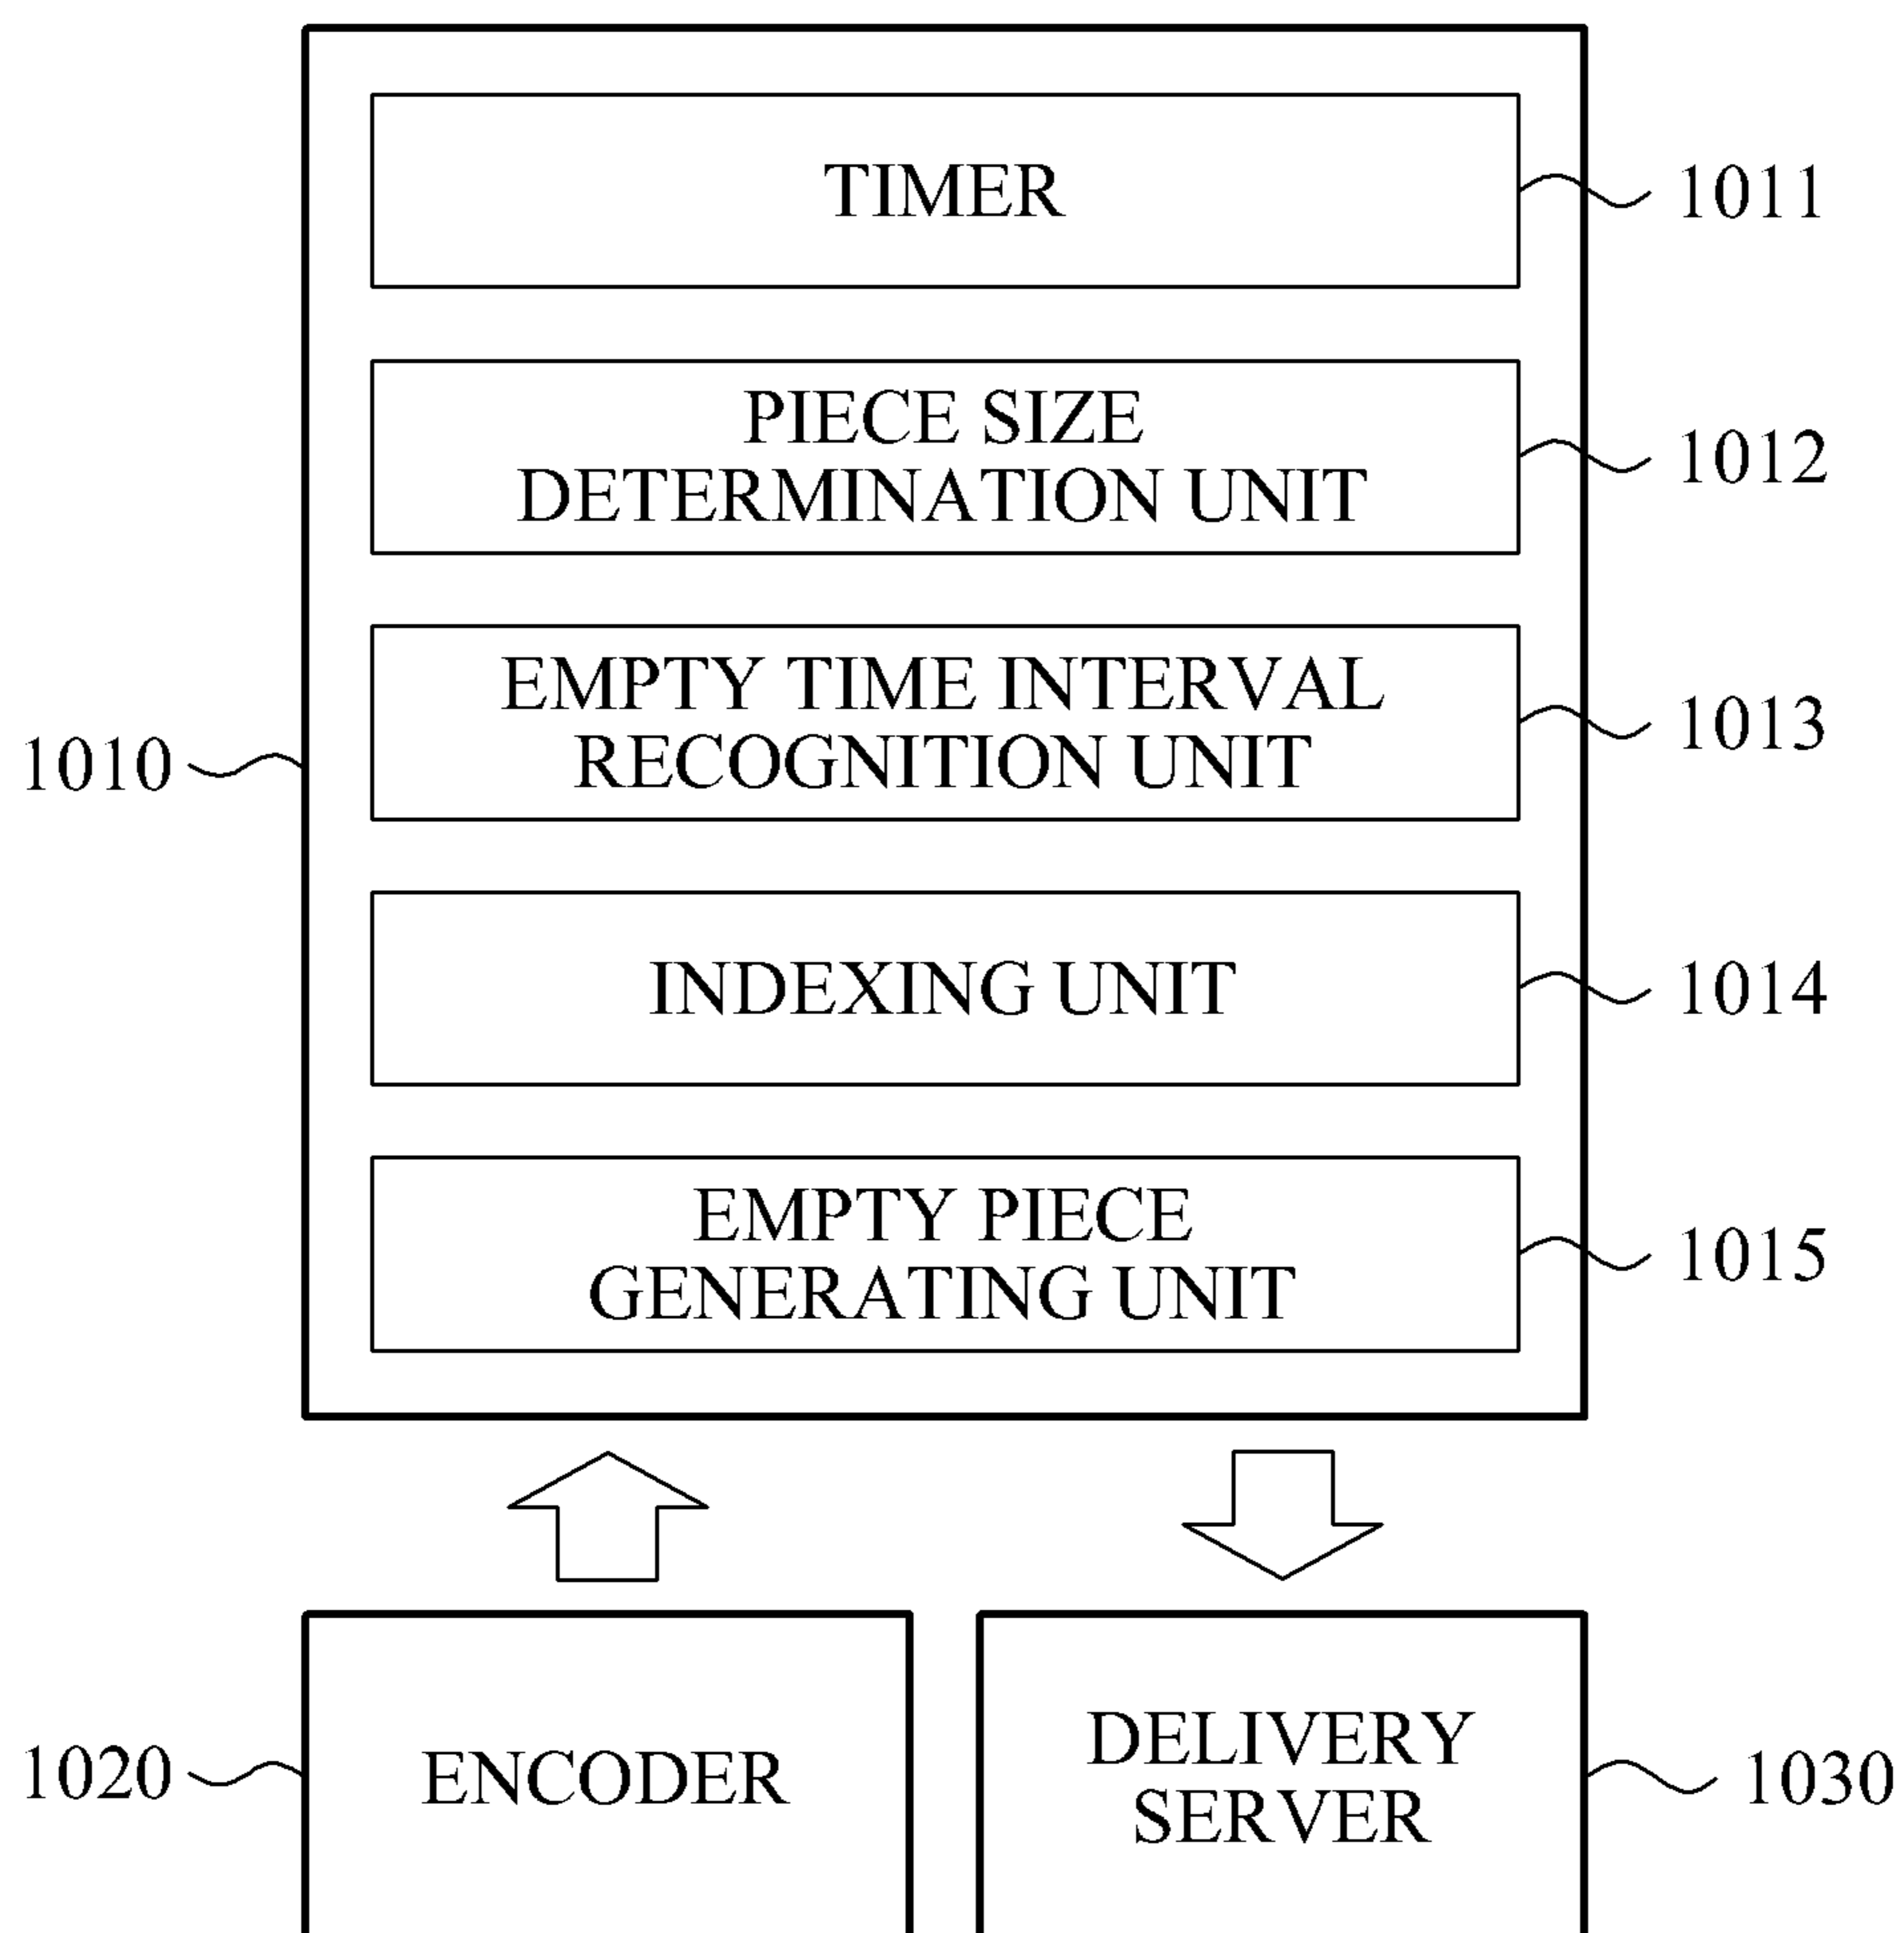 TIMER
1011
PIECE SIZE
DETERMINATION UNIT
1012
EMPTY TIME INTERVAL
RECOGNITION UNIT
1013
1010
INDEXING UNIT
1014
EMPTY PIECE
GENERATING UNIT
1015
1020
ENCODER
DELIVERY
SERVER
1030